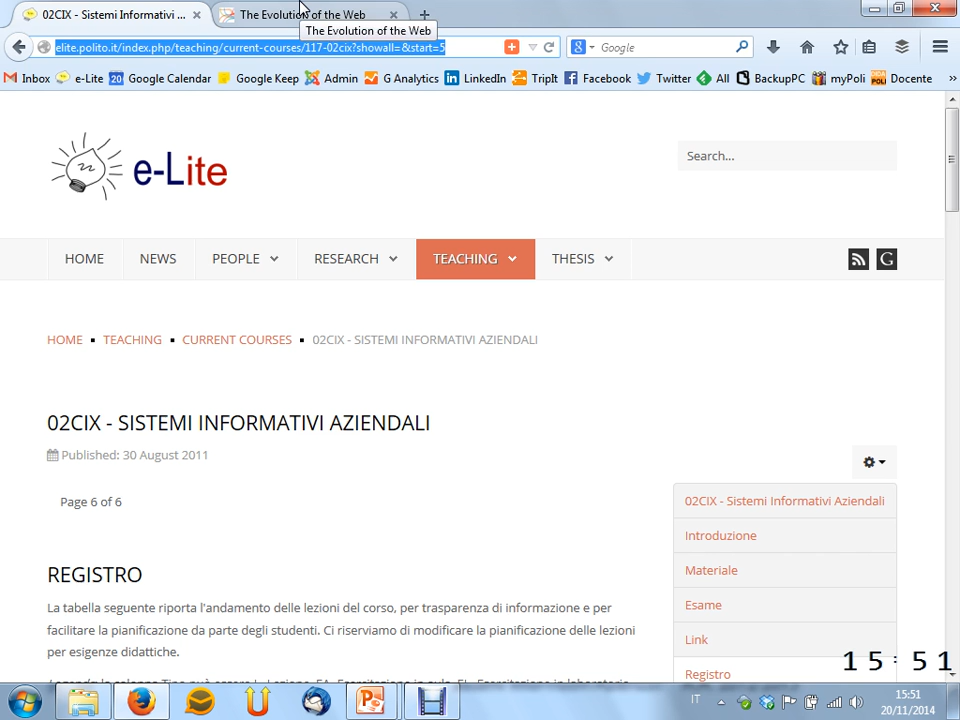 02CIX - Sistemi Informativi ...
The Evolution of the Web
The Evolution of the Web
elite.polito.it/index.php/teaching/current-courses/117-02cix?showall=&start=5
Google
Inbox e-Lite 20 Google Calendar Google Keep Admin G Analytics LinkedIn TripIt Facebook Twitter All BackupPC myPoli Docente »
e-Lite
Search...
HOME NEWS PEOPLE RESEARCH TEACHING THESIS
HOME ▪ TEACHING ▪ CURRENT COURSES ▪ 02CIX - SISTEMI INFORMATIVI AZIENDALI
02CIX - SISTEMI INFORMATIVI AZIENDALI
Published: 30 August 2011
Page 6 of 6
02CIX - Sistemi Informativi Aziendali
Introduzione
Materiale
Esame
Link
Registro
REGISTRO
La tabella seguente riporta l'andamento delle lezioni del corso, per trasparenza di informazione e per
facilitare la pianificazione da parte degli studenti. Ci riserviamo di modificare la pianificazione delle lezioni
per esigenze didattiche.
15:51
IT
15:51
20/11/2014